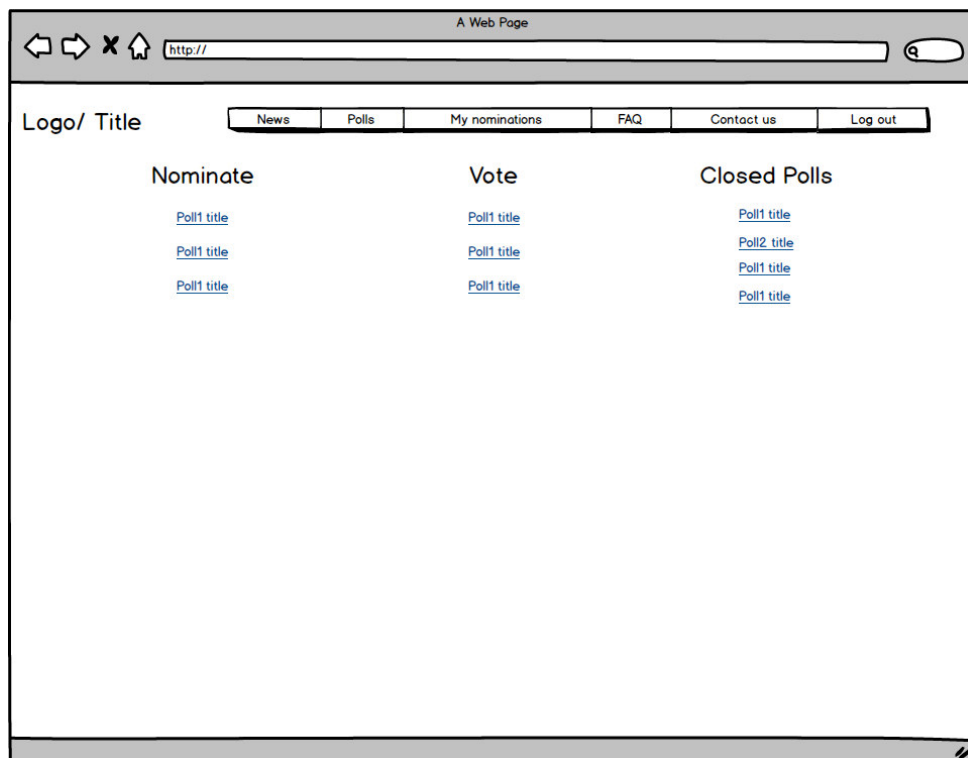 A Web Page
http://
Logo/ Title
News Polls My nominations FAQ Contact us Log out
Nominate
Poll1 title
Poll1 title
Poll1 title
Vote
Poll1 title
Poll1 title
Poll1 title
Closed Polls
Poll1 title
Poll2 title
Poll1 title
Poll1 title